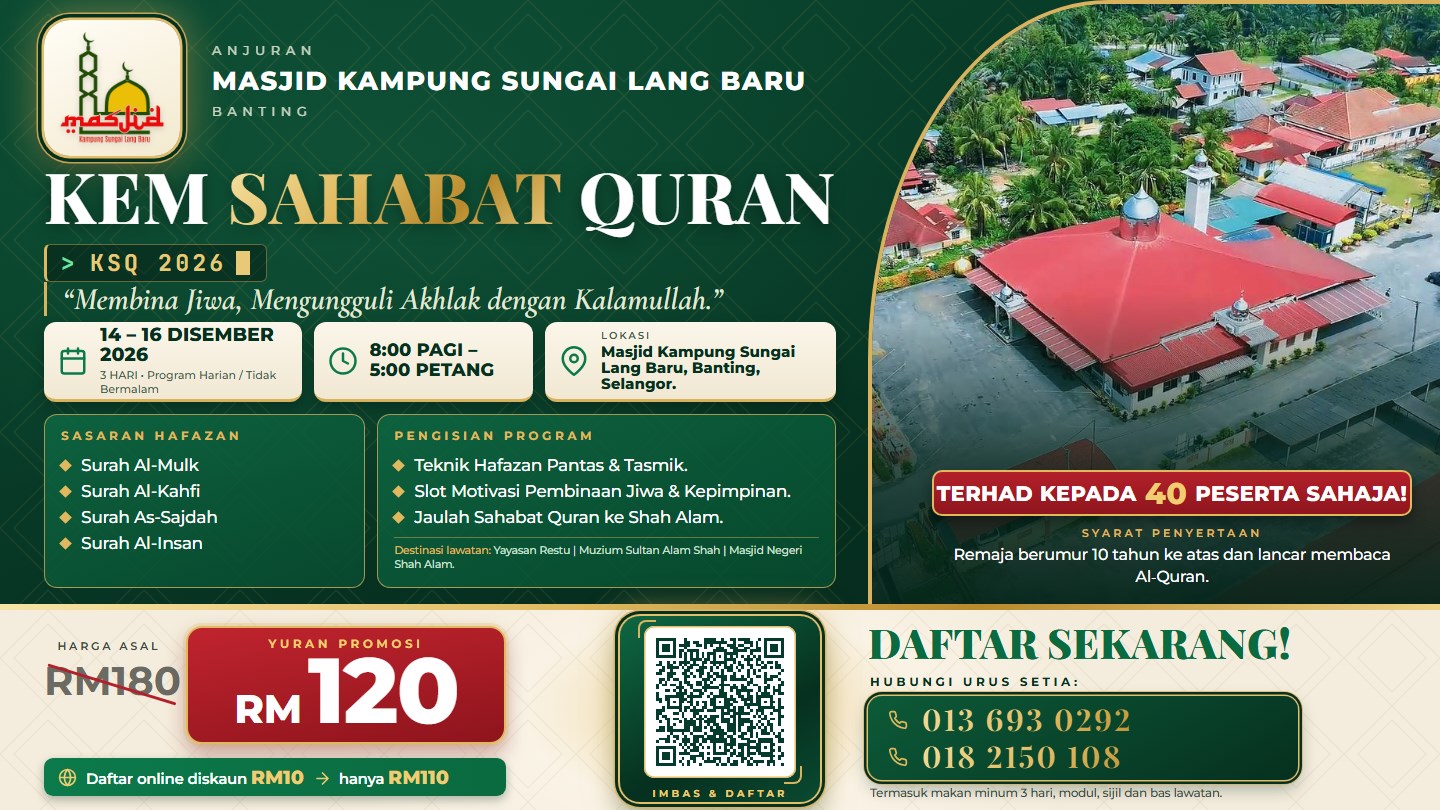 masjid
Kampung Sungai Lang Baru
ANJURAN
MASJID KAMPUNG SUNGAI LANG BARU
BANTING
KEM SAHABAT QURAN
> KSQ 2026
“Membina Jiwa, Mengungguli Akhlak dengan Kalamullah.”
14 – 16 DISEMBER
2026
3 HARI • Program Harian / Tidak
Bermalam
8:00 PAGI –
5:00 PETANG
LOKASI
Masjid Kampung Sungai
Lang Baru, Banting,
Selangor.
SASARAN HAFAZAN
Surah Al-Mulk
Surah Al-Kahfi
Surah As-Sajdah
Surah Al-Insan
PENGISIAN PROGRAM
Teknik Hafazan Pantas & Tasmik.
Slot Motivasi Pembinaan Jiwa & Kepimpinan.
Jaulah Sahabat Quran ke Shah Alam.
Destinasi lawatan: Yayasan Restu | Muzium Sultan Alam Shah | Masjid Negeri
Shah Alam.
TERHAD KEPADA 40 PESERTA SAHAJA!
SYARAT PENYERTAAN
Remaja berumur 10 tahun ke atas dan lancar membaca
Al-Quran.
HARGA ASAL
RM180
YURAN PROMOSI
RM 120
Daftar online diskaun RM10 → hanya RM110
IMBAS & DAFTAR
DAFTAR SEKARANG!
HUBUNGI URUS SETIA:
013 693 0292
018 2150 108
Termasuk makan minum 3 hari, modul, sijil dan bas lawatan.